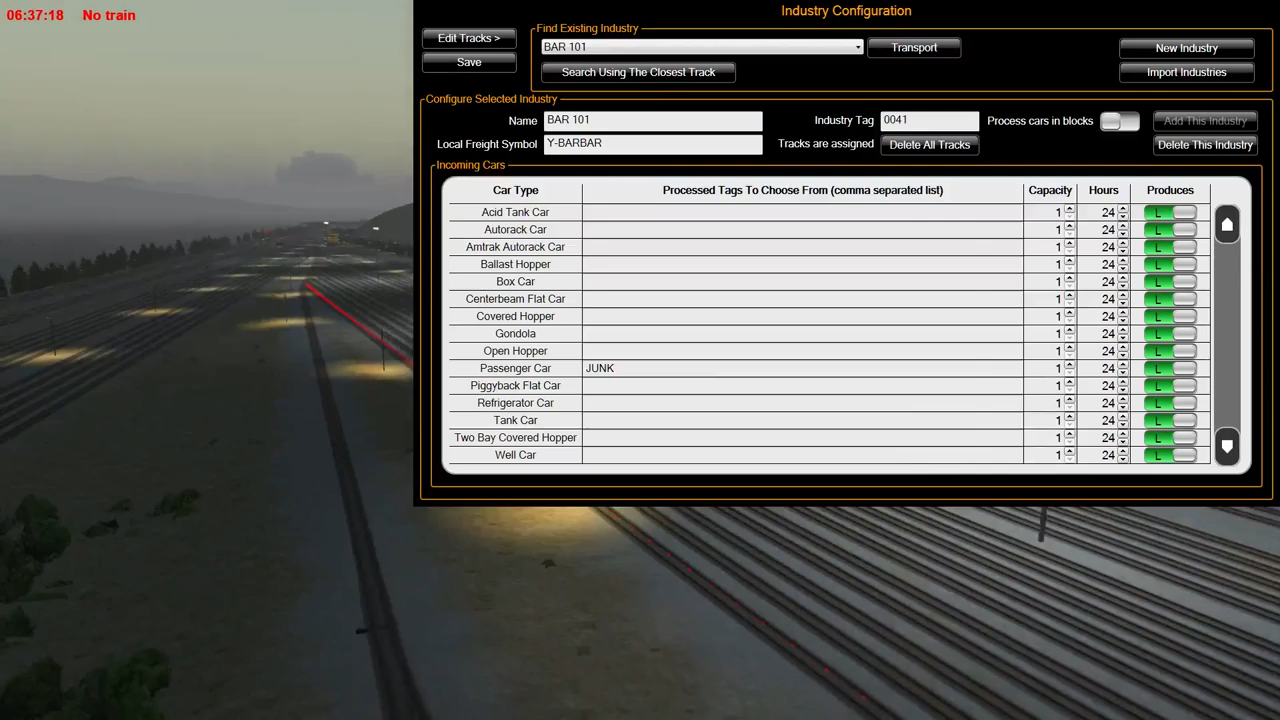 06:37:18 No train
Industry Configuration
Edit Tracks >
Save
Find Existing Industry
BAR 101
Transport
Search Using The Closest Track
New Industry
Import Industries
Configure Selected Industry
Name BAR 101
Industry Tag 0041
Process cars in blocks
Add This Industry
Local Freight Symbol Y-BARBAR
Tracks are assigned
Delete All Tracks
Delete This Industry
Incoming Cars
Car Type Processed Tags To Choose From (comma separated list) Capacity Hours Produces
Acid Tank Car 1 24 L
Autorack Car 1 24 L
Amtrak Autorack Car 1 24 L
Ballast Hopper 1 24 L
Box Car 1 24 L
Centerbeam Flat Car 1 24 L
Covered Hopper 1 24 L
Gondola 1 24 L
Open Hopper 1 24 L
Passenger Car JUNK 1 24 L
Piggyback Flat Car 1 24 L
Refrigerator Car 1 24 L
Tank Car 1 24 L
Two Bay Covered Hopper 1 24 L
Well Car 1 24 L